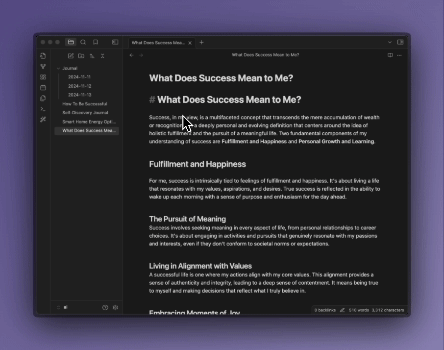 What Does Success Mean...
What Does Success Mean to Me?
Journal
2024-11-11
2024-11-12
2024-11-13
How To Be Successful
Self-Discovery Journal
Smart Home Energy Opt...
What Does Success Mea...
What Does Success Mean to Me?
# What Does Success Mean to Me?
Success, in my view, is a multifaceted concept that transcends the mere accumulation of wealth
or recognition. a deeply personal and evolving definition that centers around the idea of
holistic fulfillment and the pursuit of a meaningful life. Two fundamental components of my
understanding of success are Fulfillment and Happiness and Personal Growth and Learning.
Fulfillment and Happiness
For me, success is intrinsically tied to feelings of fulfillment and happiness. It's about living a life
that resonates with my values, aspirations, and desires. True success is reflected in the ability to
wake up each morning with a sense of purpose and enthusiasm for the day ahead.
The Pursuit of Meaning
Success involves seeking meaning in every aspect of life, from personal relationships to career
choices. It's about engaging in activities and pursuits that genuinely resonate with my passions
and interests, even if they don't conform to societal norms or expectations.
Living in Alignment with Values
A successful life is one where my actions align with my core values. This alignment provides a
sense of authenticity and integrity, leading to a deep sense of contentment. It means being true
to myself and making decisions that reflect what I truly believe in.
Embracing Moments of Joy
0 backlinks 510 words 3,312 characters